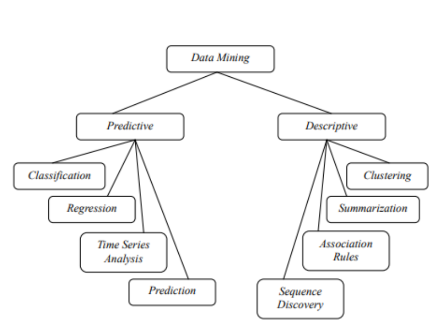 Data Mining
Predictive
Descriptive
Classification
Clustering
Regression
Summarization
Time Series
Analysis
Association
Rules
Prediction
Sequence
Discovery